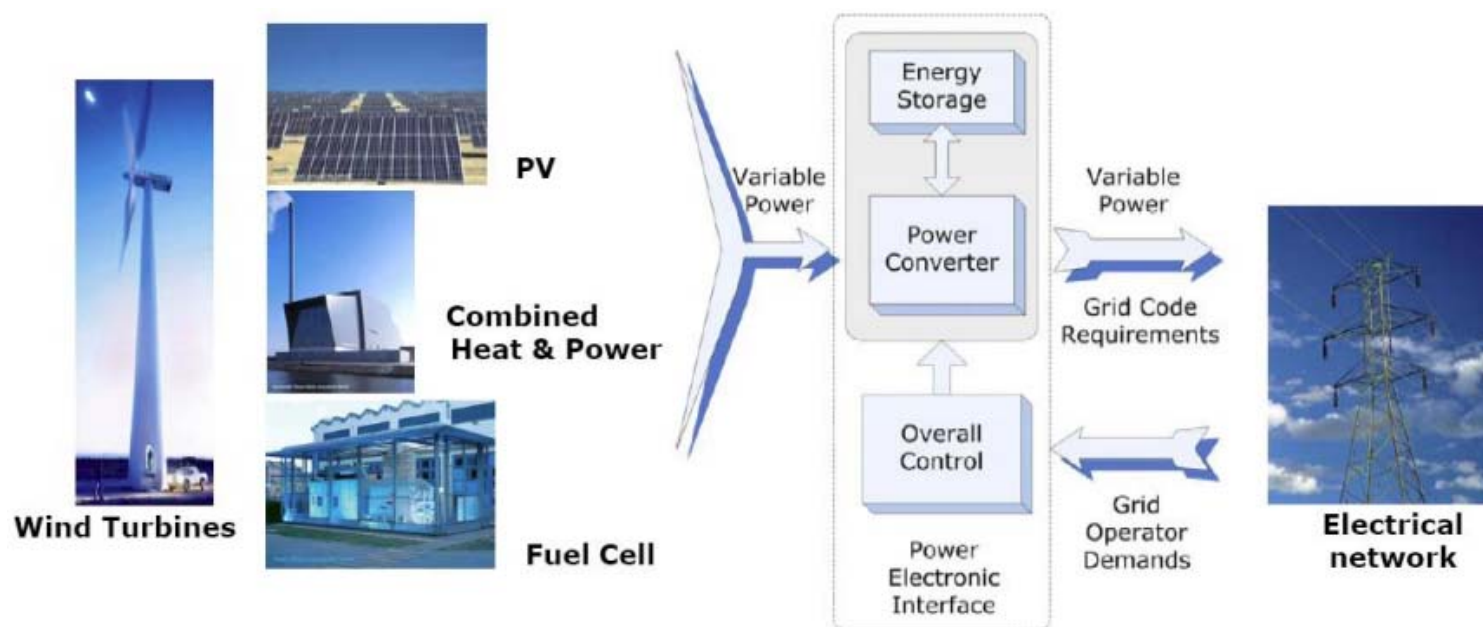 PV
Combined
Heat & Power
Wind Turbines
Fuel Cell
Variable
Power
Energy
Storage
Power
Converter
Overall
Control
Power
Electronic
Interface
Variable
Power
Grid Code
Requirements
Grid
Operator
Demands
Electrical
network